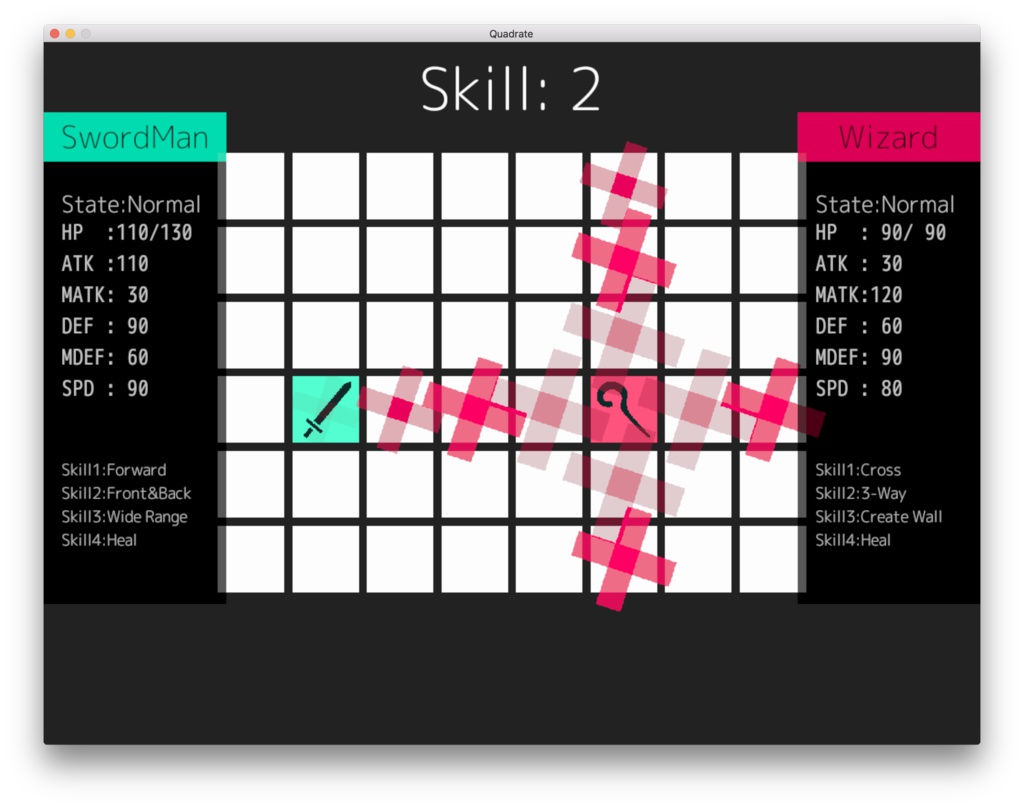 Quadrate
Skill: 2
SwordMan
State:Normal
HP  :110/130
ATK :110
MATK: 30
DEF : 90
MDEF: 60
SPD : 90
Skill1:Forward
Skill2:Front&Back
Skill3:Wide Range
Skill4:Heal
Wizard
State:Normal
HP  : 90/ 90
ATK : 30
MATK:120
DEF : 60
MDEF: 90
SPD : 80
Skill1:Cross
Skill2:3-Way
Skill3:Create Wall
Skill4:Heal